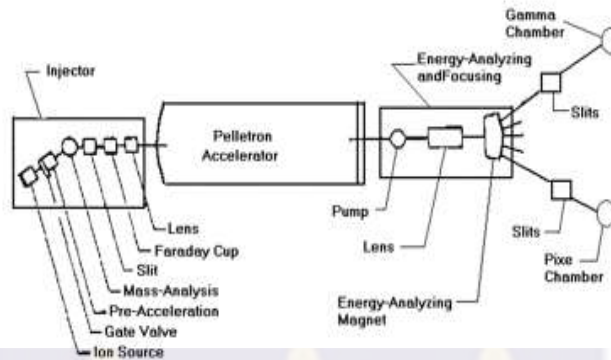 Gamma
Chamber
Injector
Energy-Analyzing
andFocusing
Slits
Pelletron
Accelerator
Pump
Lens
Lens
Faraday Cup
Slit
Mass-Analysis
Pre-Acceleration
Gate Valve
Ion Source
Energy-Analyzing
Magnet
Slits
Pixe
Chamber